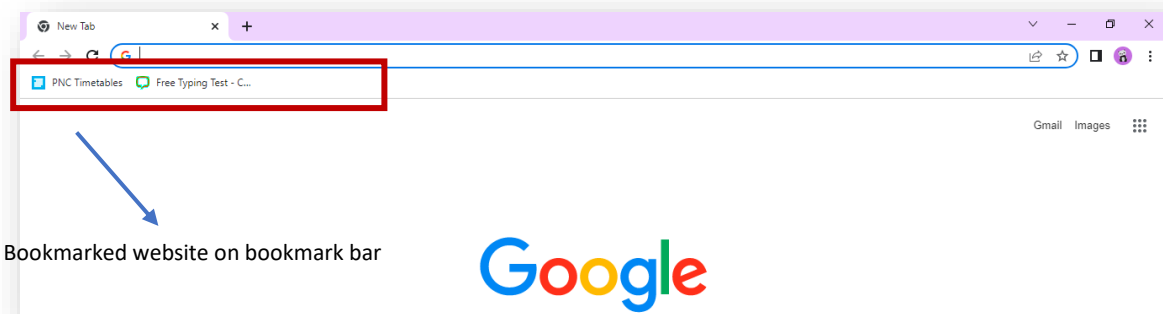 New Tab
G
PNC Timetables Free Typing Test - C...
Gmail Images
Bookmarked website on bookmark bar
Google